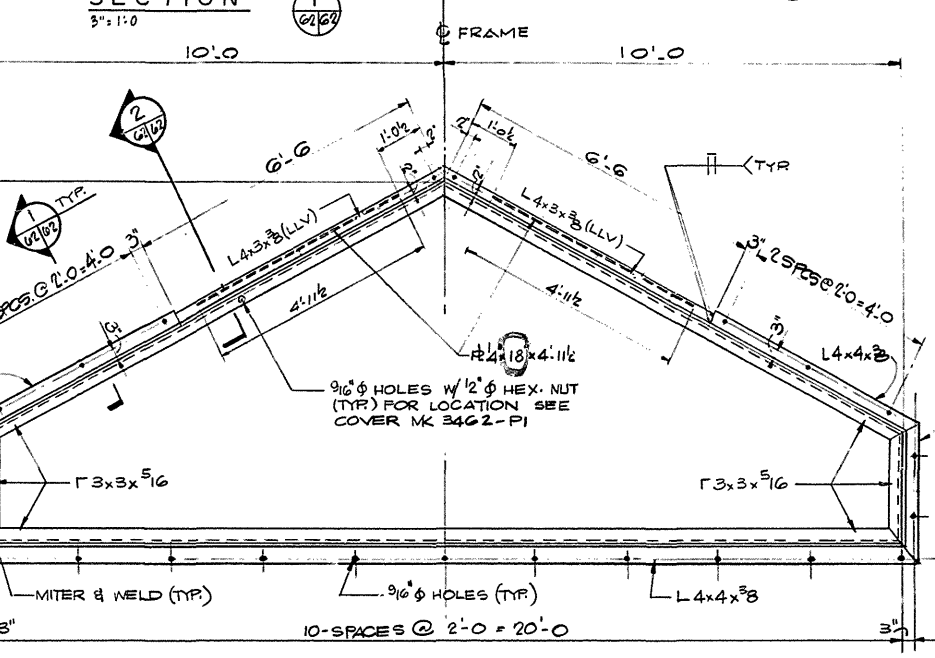 SECTION
3"=1'-0
1
62 62
℄ FRAME
10'-0
10'-0
2
62 62
6'-6
1'-0½
2"
2"
2"
1'-0½
2"
6'-6
TYP.
1
62 62
TYP.
3"
L4x3x⅜(LLV)
L4x3x⅜(LLV)
3"
2 SPCS @ 2'-0=4'-0
SPCS. @ 2'-0=4'-0
4'-11½
4'-11½
3"
3"
L4x4x⅜
18 x 4'-11½
9/16"ϕ HOLES W/ ½"ϕ HEX. NUT
(TYP.) FOR LOCATION SEE
COVER MK 3462-P1
3x3x5/16
3x3x5/16
MITER & WELD (TYP.)
9/16"ϕ HOLES (TYP.)
L4x4x3/8
3"
10-SPACES @ 2'-0 = 20'-0
3"